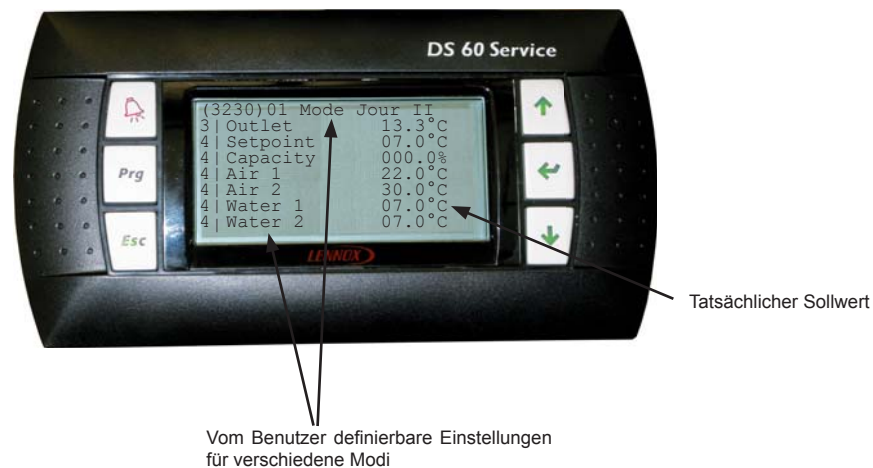 DS 60 Service
(3230)01 Mode Jour II
3|Outlet 13.3°C
4|Setpoint 07.0°C
4|Capacity 000.0%
4|Air 1 22.0°C
4|Air 2 30.0°C
4|Water 1 07.0°C
4|Water 2 07.0°C
Prg
Esc
LENNOX
Tatsächlicher Sollwert
Vom Benutzer definierbare Einstellungen
für verschiedene Modi